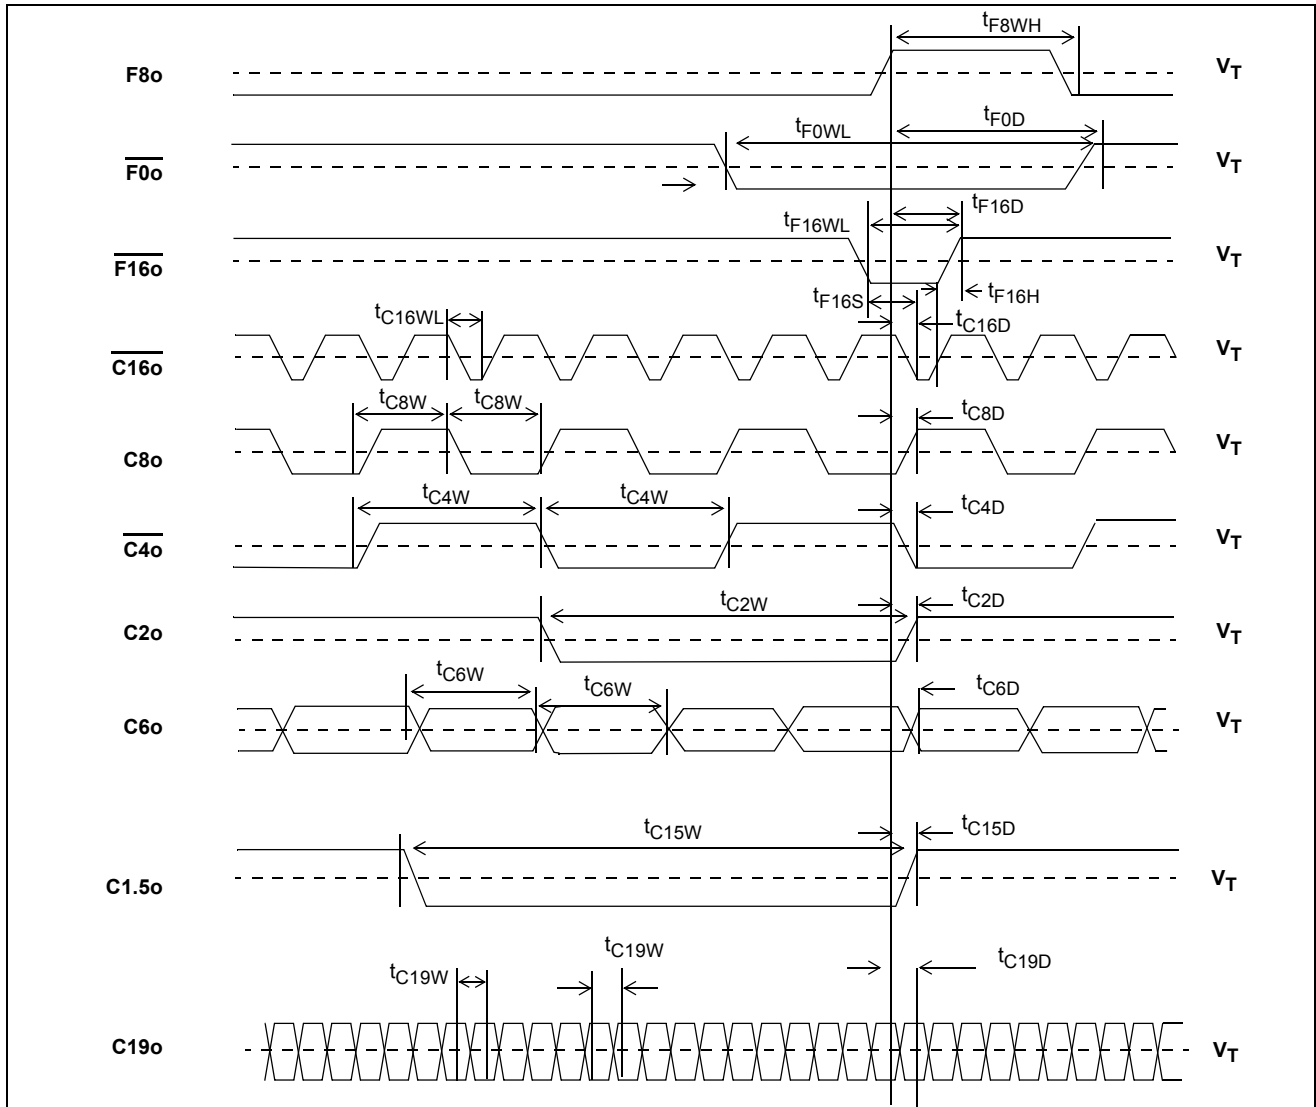 tF8WH
F8o VT
tF0WL tF0D
F0o VT
tF16D
tF16WL
F16o VT
tF16S tF16H
tC16WL tC16D
C16o VT
tC8W tC8W tC8D
C8o VT
tC4W tC4W tC4D
C4o VT
tC2W tC2D
C2o VT
tC6W tC6W tC6D
C6o VT
tC15W tC15D
C1.5o VT
tC19W tC19W tC19D
C19o VT